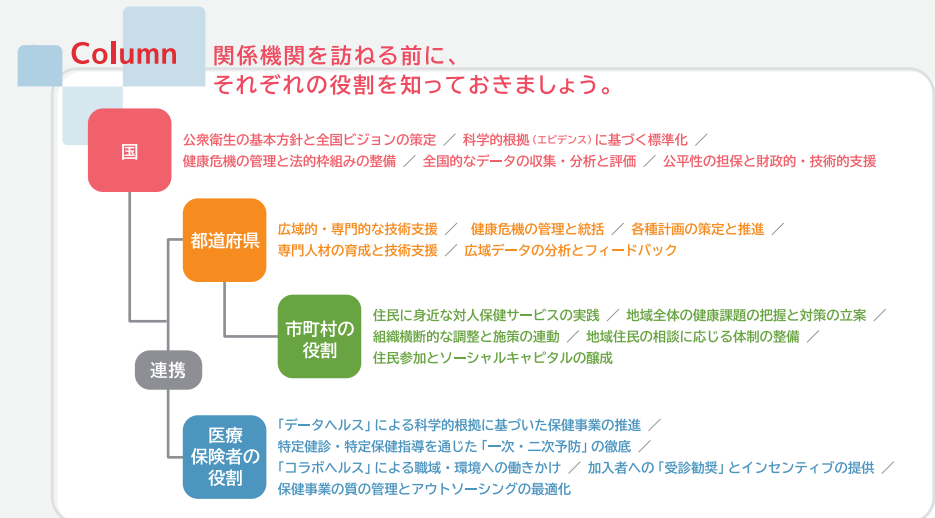 Column
関係機関を訪ねる前に、
それぞれの役割を知っておきましょう。
国
公衆衛生の基本方針と全国ビジョンの策定 ／ 科学的根拠（エビデンス）に基づく標準化 ／
健康危機の管理と法的枠組みの整備 ／ 全国的なデータの収集・分析と評価 ／ 公平性の担保と財政的・技術的支援
都道府県
広域的・専門的な技術支援 ／ 健康危機の管理と統括 ／ 各種計画の策定と推進 ／
専門人材の育成と技術支援 ／ 広域データの分析とフィードバック
市町村の
役割
住民に身近な対人保健サービスの実践 ／ 地域全体の健康課題の把握と対策の立案 ／
組織横断的な調整と施策の連動 ／ 地域住民の相談に応じる体制の整備 ／
住民参加とソーシャルキャピタルの醸成
連携
医療
保険者の
役割
「データヘルス」による科学的根拠に基づいた保健事業の推進 ／
特定健診・特定保健指導を通じた「一次・二次予防」の徹底 ／
「コラボヘルス」による職域・環境への働きかけ ／ 加入者への「受診勧奨」とインセンティブの提供 ／
保健事業の質の管理とアウトソーシングの最適化